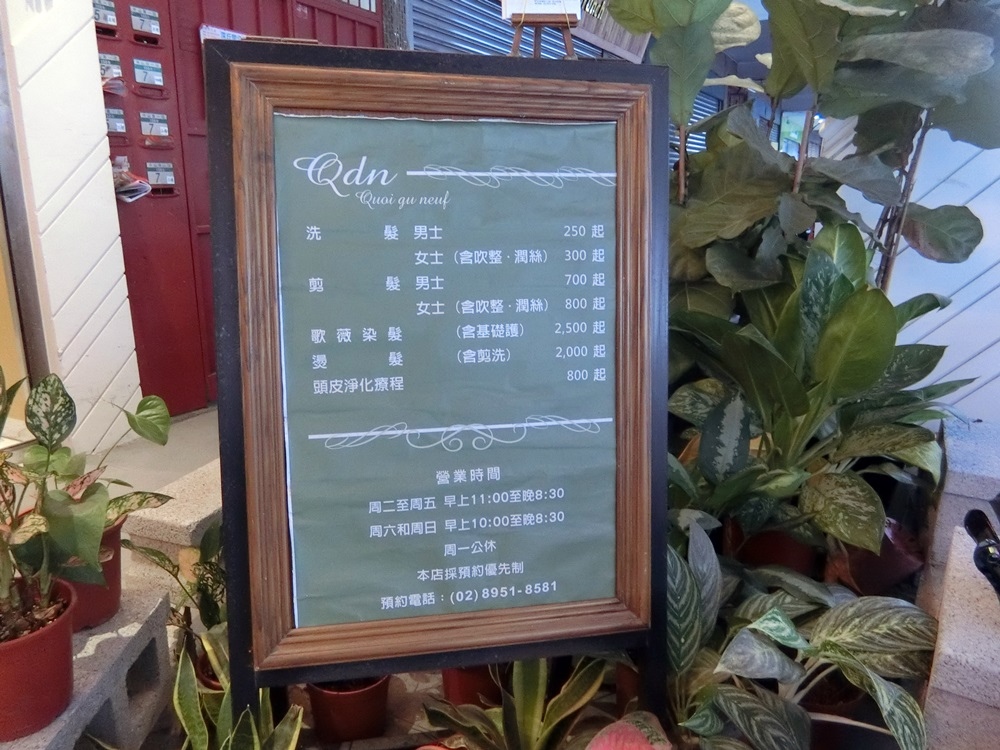 Qdn
Quoi gu neuf
洗 髮 男士 250 起
女士（含吹整·潤絲） 300 起
剪 髮 男士 700 起
女士（含吹整·潤絲） 800 起
歌薇染髮 （含基礎護） 2,500 起
燙 髮 （含剪洗） 2,000 起
頭皮淨化療程 800 起
營業時間
周二至周五 早上11:00至晚8:30
周六和周日 早上10:00至晚8:30
周一公休
本店採預約優先制
預約電話：(02)8951-8581